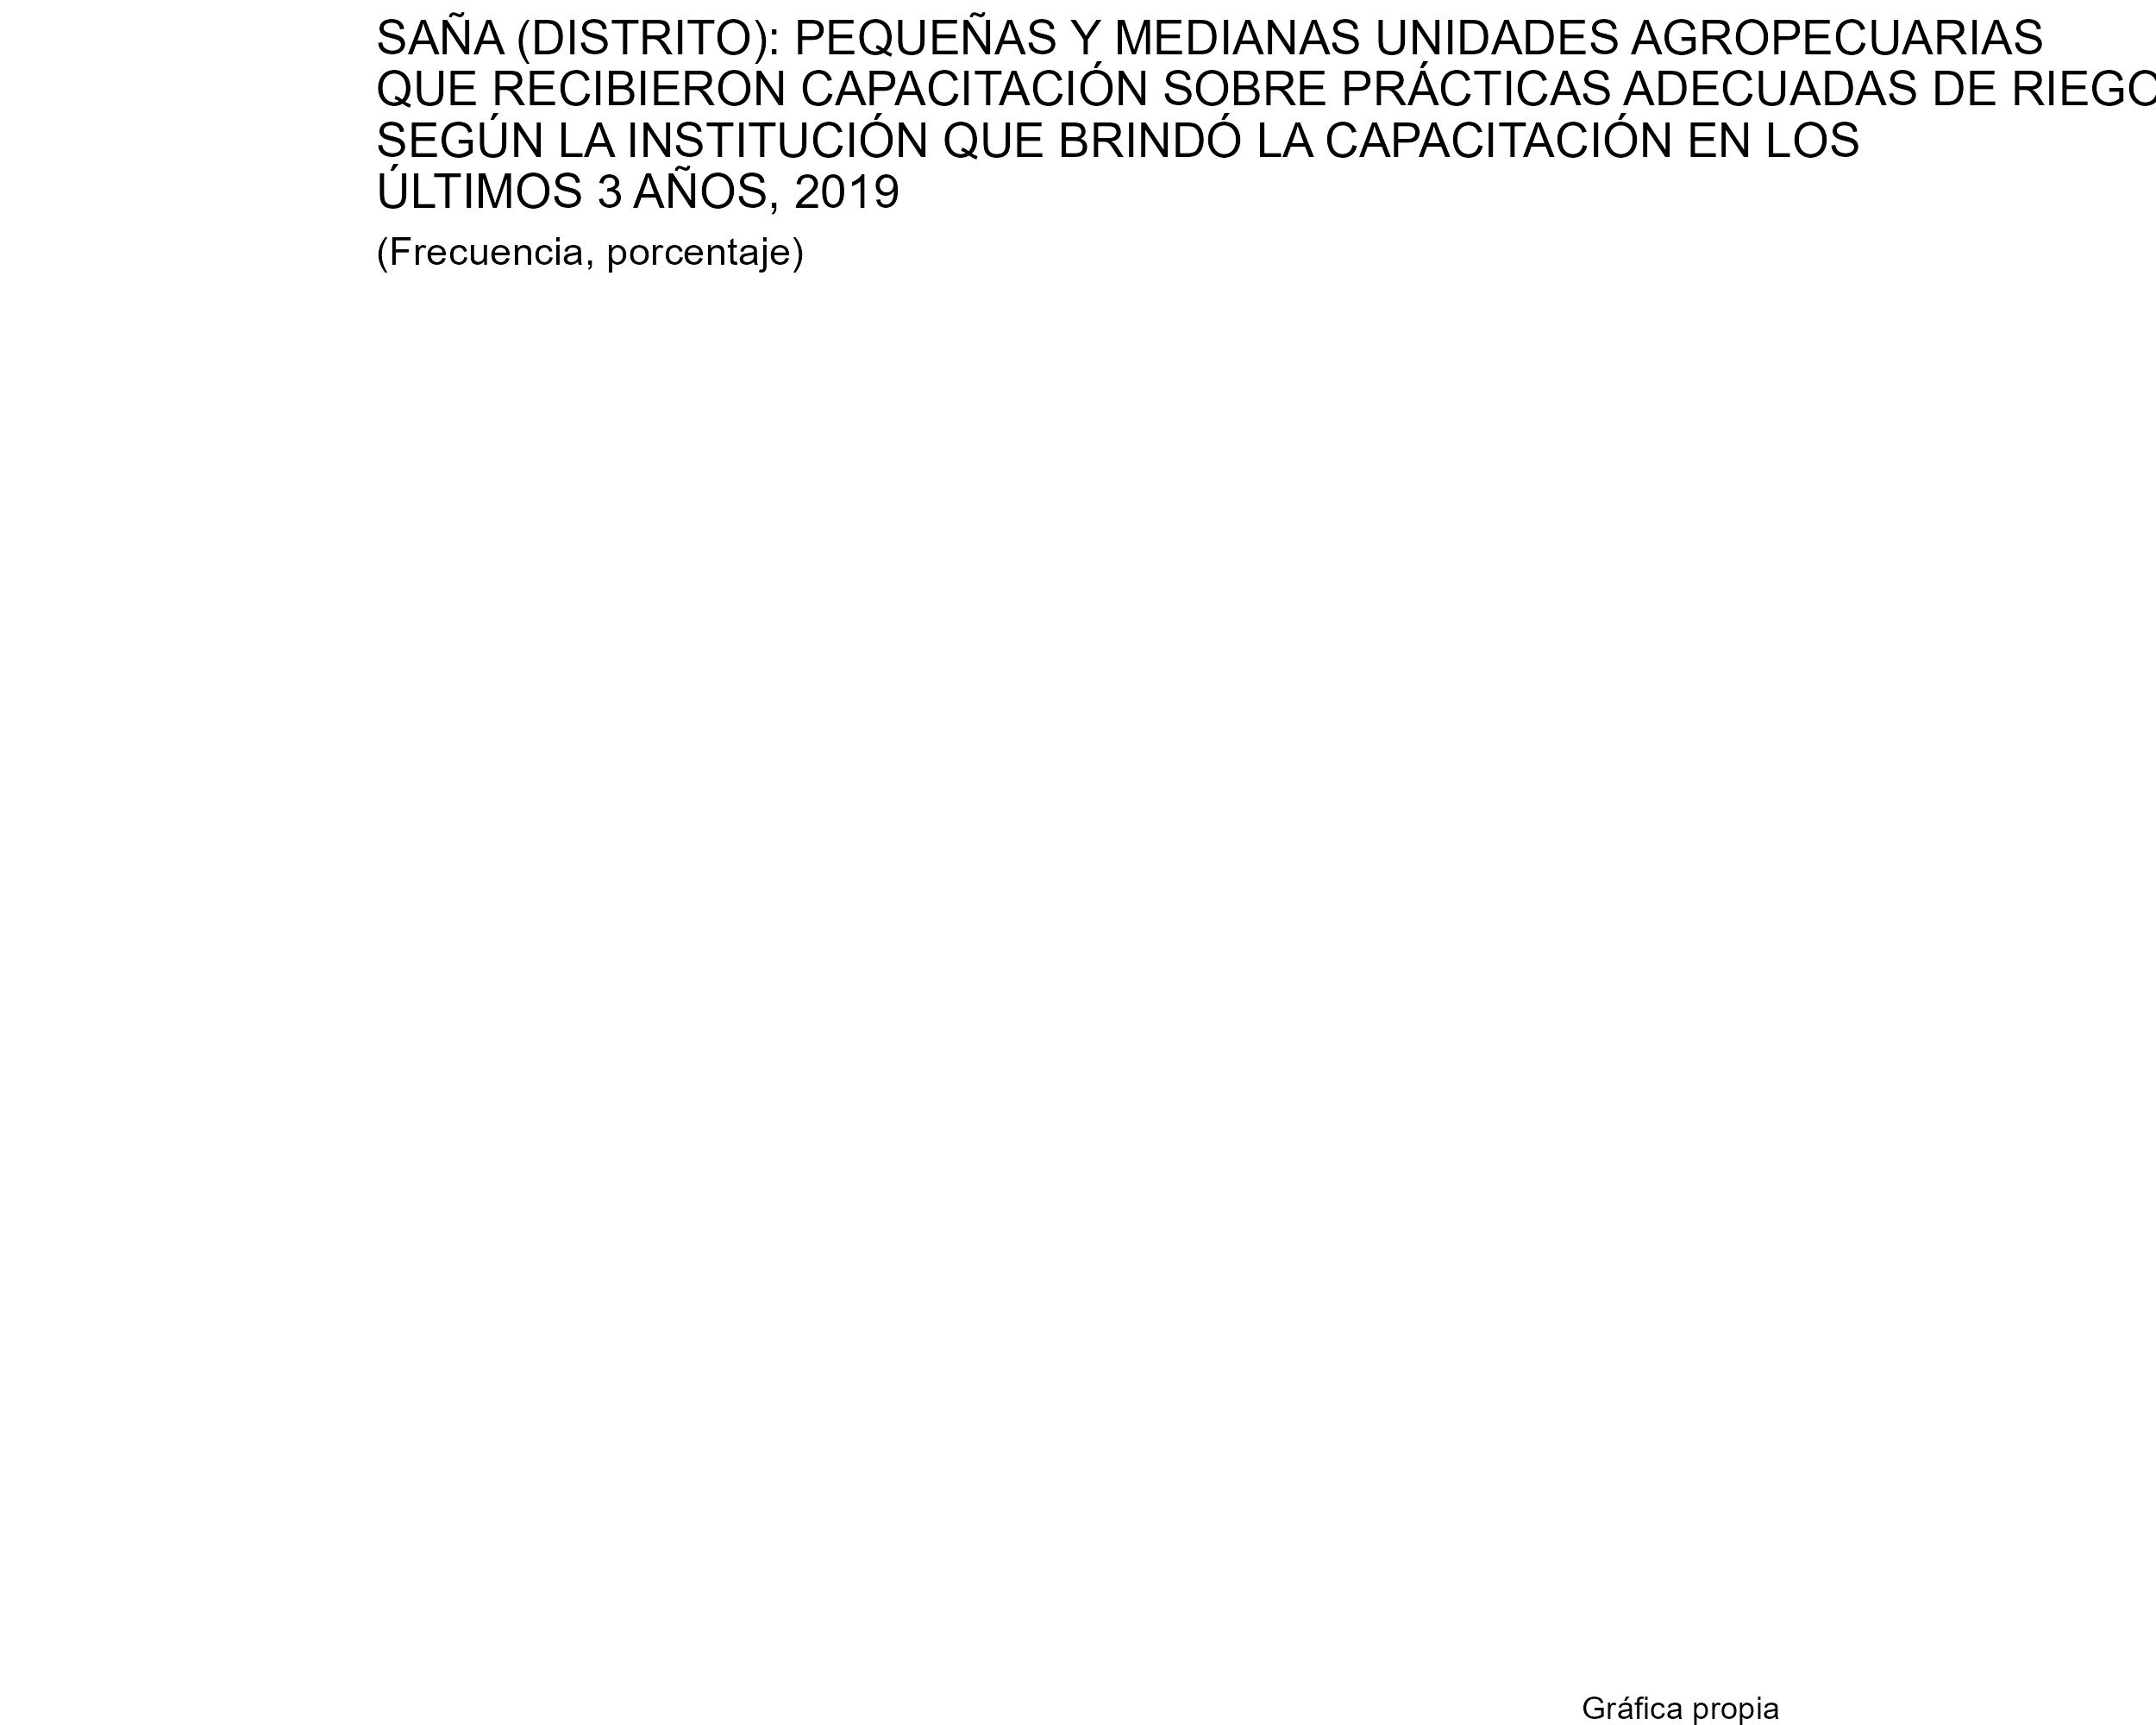 SAÑA (DISTRITO): PEQUEÑAS Y MEDIANAS UNIDADES AGROPECUARIAS
QUE RECIBIERON CAPACITACIÓN SOBRE PRÁCTICAS ADECUADAS DE RIEGO
SEGÚN LA INSTITUCIÓN QUE BRINDÓ LA CAPACITACIÓN EN LOS
ÚLTIMOS 3 AÑOS, 2019
(Frecuencia, porcentaje)
Gráfica propia